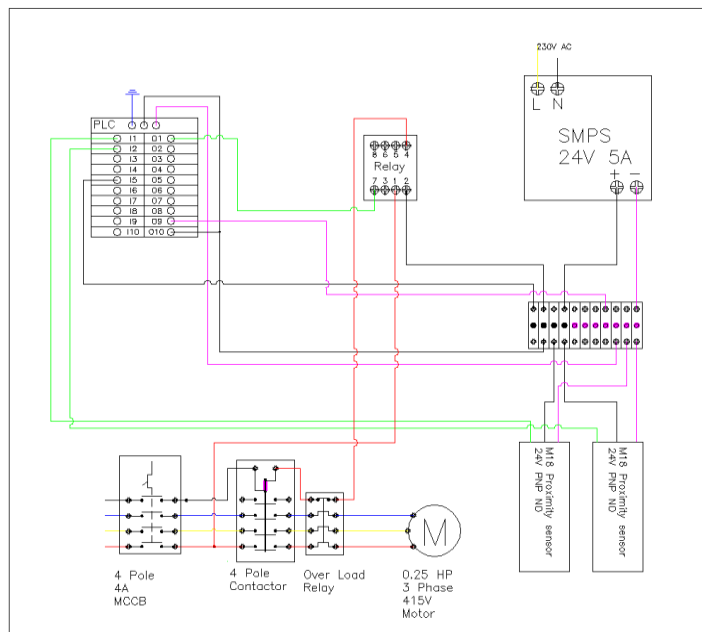 230V AC
L N
SMPS
24V 5A
+ -
PLC
I1 O1
I2 O2
I3 O3
I4 O4
I5 O5
I6 O6
I7 O7
I8 O8
I9 O9
I10 O10
8 6 5 4
Relay
7 3 1 2
M18 Proximity sensor
24V PNP NO
M18 Proximity sensor
24V PNP NO
M
4 Pole
4A
MCCB
4 Pole
Contactor
Over Load
Relay
0.25 HP
3 Phase
415V
Motor